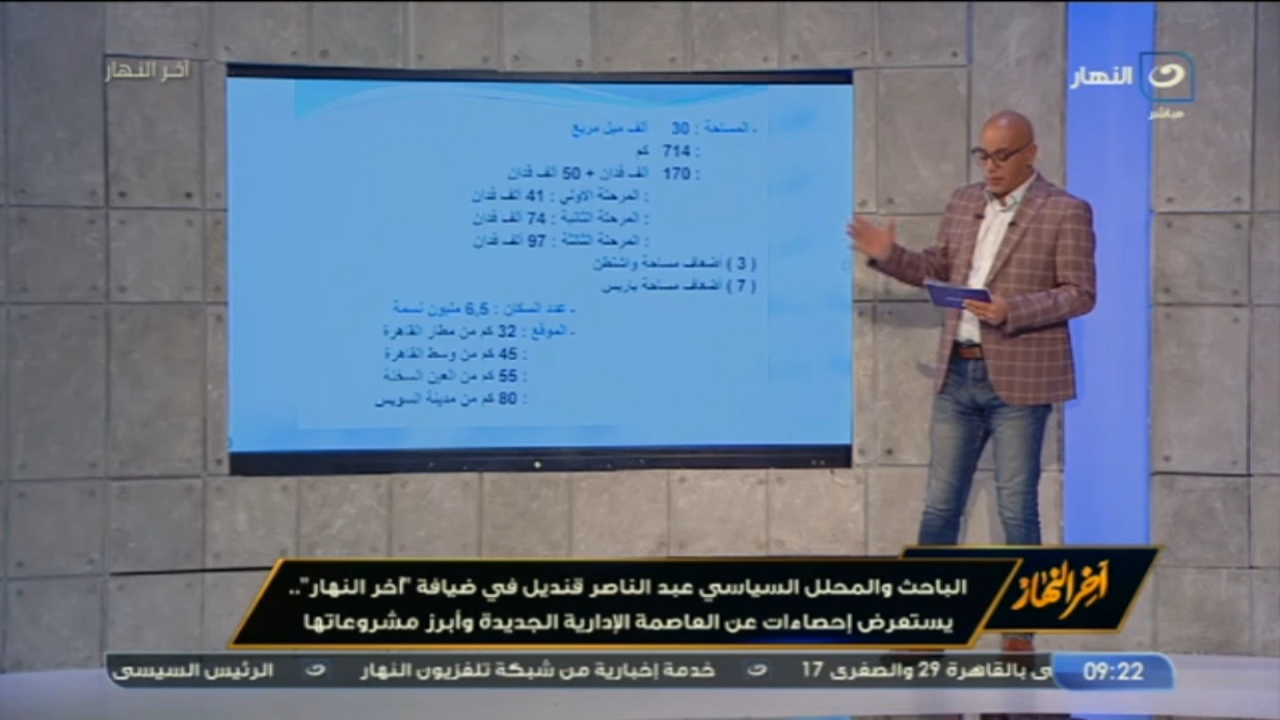 آخر النهار
النهار
مباشر
- المساحة : 30 ألف ميل مربع
: 714 كم
: 170 ألف فدان + 50 ألف فدان
: المرحلة الاولي : 41 ألف فدان
: المرحلة الثانية : 74 ألف فدان
: المرحلة الثالثة : 97 ألف فدان
( 3 ) اضعاف مساحة واشنطن
( 7 ) أضعاف مساحة باريس
- عدد السكان : 6,5 مليون نسمة
- الموقع : 32 كم من مطار القاهرة
: 45 كم من وسط القاهرة
: 55 كم من العين السخنة
: 80 كم من مدينة السويس
آخر النهار
الباحث والمحلل السياسي عبد الناصر قنديل في ضيافة "آخر النهار"..
يستعرض إحصاءات عن العاصمة الإدارية الجديدة وأبرز مشروعاتها
09:22 بالقاهرة 29 والصغرى 17 خدمة إخبارية من شبكة تلفزيون النهار الرئيس السيسى